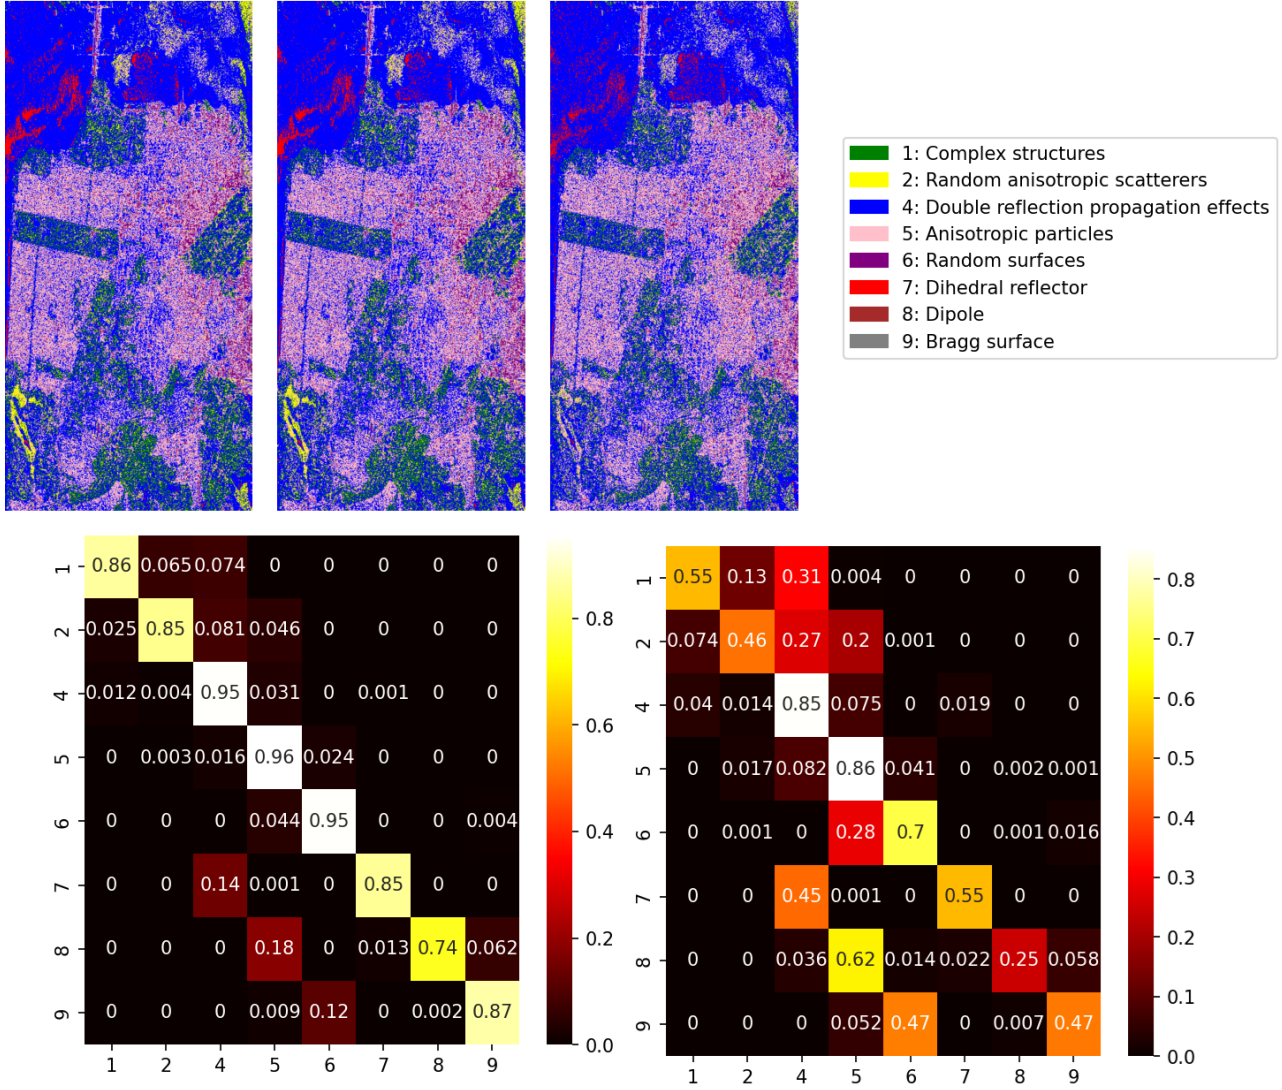 1: Complex structures
2: Random anisotropic scatterers
4: Double reflection propagation effects
5: Anisotropic particles
6: Random surfaces
7: Dihedral reflector
8: Dipole
9: Bragg surface
1 0.86 0.065 0.074 0 0 0 0 0
2 0.025 0.85 0.081 0.046 0 0 0 0
4 0.012 0.004 0.95 0.031 0 0.001 0 0
5 0 0.003 0.016 0.96 0.024 0 0 0
6 0 0 0 0.044 0.95 0 0 0.004
7 0 0 0.14 0.001 0 0.85 0 0
8 0 0 0 0.18 0 0.013 0.74 0.062
9 0 0 0 0.009 0.12 0 0.002 0.87
1 2 4 5 6 7 8 9
0.8
0.6
0.4
0.2
0.0
1 0.55 0.13 0.31 0.004 0 0 0 0
2 0.074 0.46 0.27 0.2 0.001 0 0 0
4 0.04 0.014 0.85 0.075 0 0.019 0 0
5 0 0.017 0.082 0.86 0.041 0 0.002 0.001
6 0 0.001 0 0.28 0.7 0 0.001 0.016
7 0 0 0.45 0.001 0 0.55 0 0
8 0 0 0.036 0.62 0.014 0.022 0.25 0.058
9 0 0 0 0.052 0.47 0 0.007 0.47
1 2 4 5 6 7 8 9
0.8
0.7
0.6
0.5
0.4
0.3
0.2
0.1
0.0